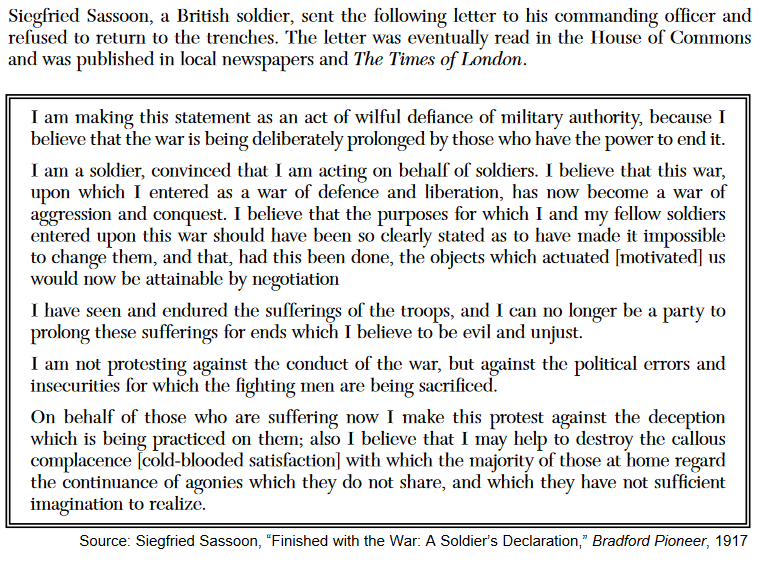 Siegfried Sassoon, a British soldier, sent the following letter to his commanding officer and
refused to return to the trenches. The letter was eventually read in the House of Commons
and was published in local newspapers and The Times of London.
I am making this statement as an act of wilful defiance of military authority, because I
believe that the war is being deliberately prolonged by those who have the power to end it.
I am a soldier, convinced that I am acting on behalf of soldiers. I believe that this war,
upon which I entered as a war of defence and liberation, has now become a war of
aggression and conquest. I believe that the purposes for which I and my fellow soldiers
entered upon this war should have been so clearly stated as to have made it impossible
to change them, and that, had this been done, the objects which actuated [motivated] us
would now be attainable by negotiation
I have seen and endured the sufferings of the troops, and I can no longer be a party to
prolong these sufferings for ends which I believe to be evil and unjust.
I am not protesting against the conduct of the war, but against the political errors and
insecurities for which the fighting men are being sacrificed.
On behalf of those who are suffering now I make this protest against the deception
which is being practiced on them; also I believe that I may help to destroy the callous
complacence [cold-blooded satisfaction] with which the majority of those at home regard
the continuance of agonies which they do not share, and which they have not sufficient
imagination to realize.
Source: Siegfried Sassoon, “Finished with the War: A Soldier’s Declaration,” Bradford Pioneer, 1917